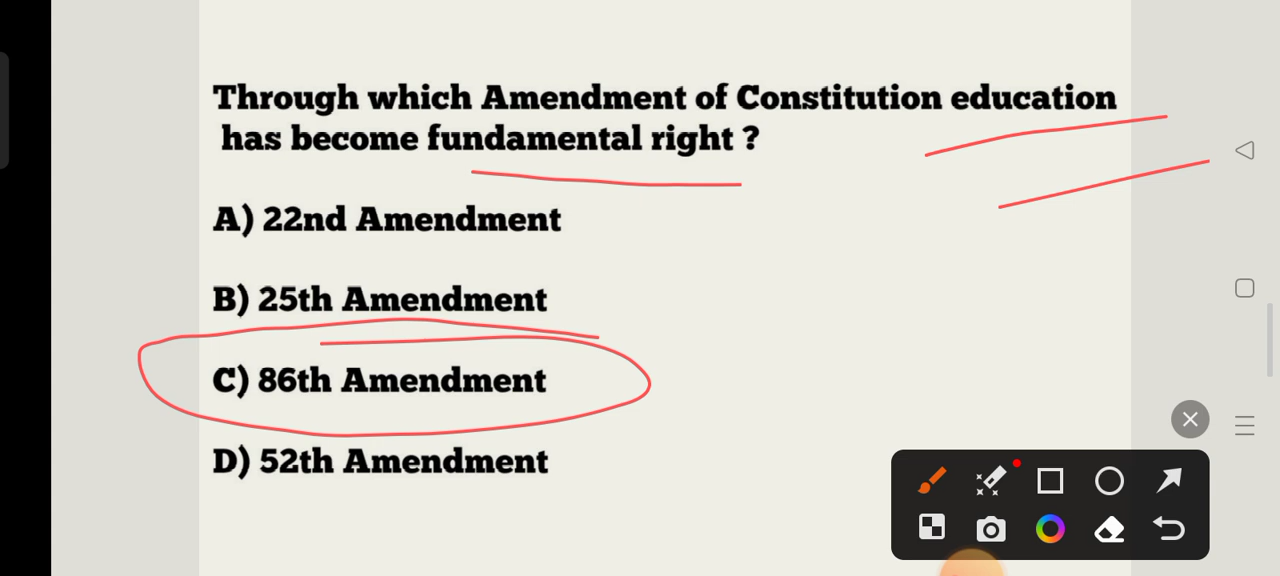 Through which Amendment of Constitution education
has become fundamental right ?
A) 22nd Amendment
B) 25th Amendment
C) 86th Amendment
D) 52th Amendment